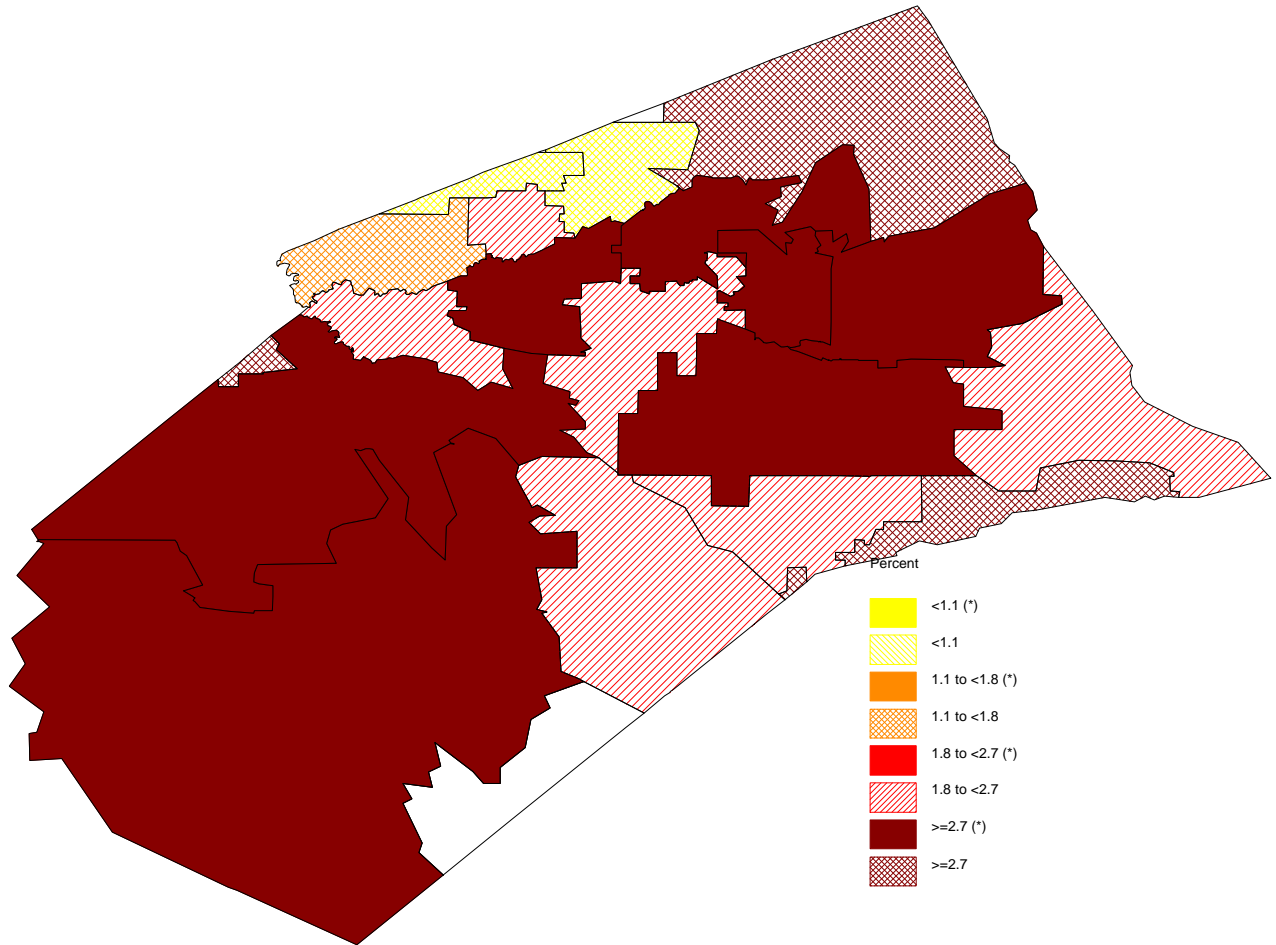 Percent
<1.1 (*)
<1.1
1.1 to <1.8 (*)
1.1 to <1.8
1.8 to <2.7 (*)
1.8 to <2.7
>=2.7 (*)
>=2.7